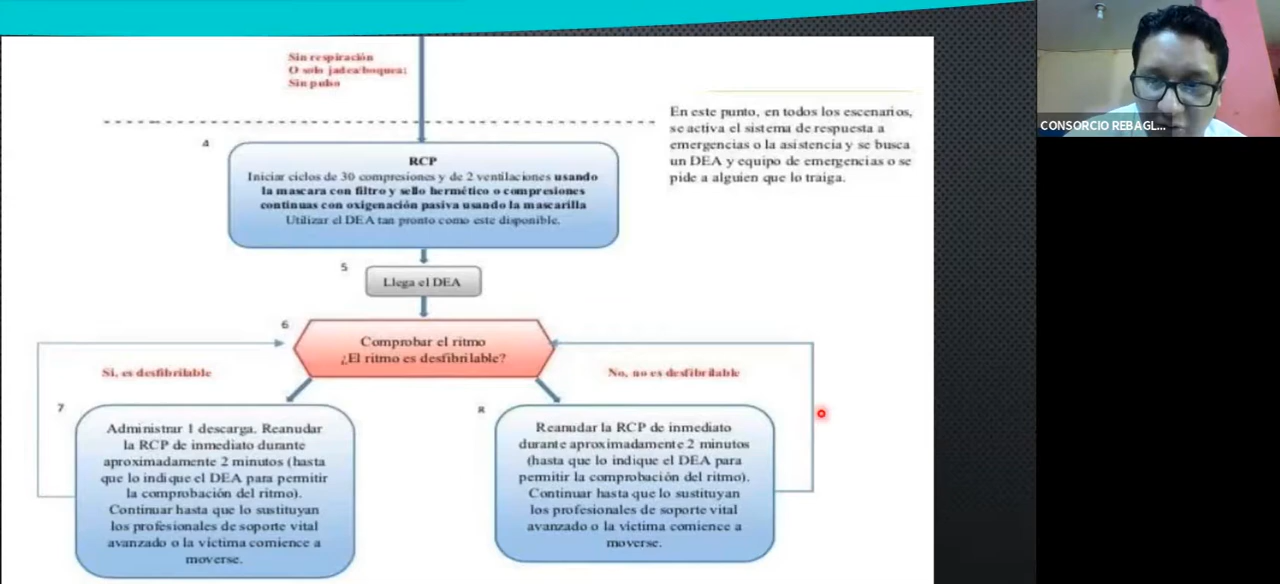 Sin respiración
O solo jadea/boquea;
Sin pulso
En este punto, en todos los escenarios,
se activa el sistema de respuesta a
emergencias o la asistencia y se busca
un DEA y equipo de emergencias o se
pide a alguien que lo traiga.
CONSORCIO REBAGL...
4
RCP
Iniciar ciclos de 30 compresiones y de 2 ventilaciones usando
la mascara con filtro y sello hermético o compresiones
continuas con oxigenación pasiva usando la mascarilla
Utilizar el DEA tan pronto como este disponible.
5
Llega el DEA
6
Comprobar el ritmo
¿El ritmo es desfibrilable?
Sí, es desfibrilable
No, no es desfibrilable
7
Administrar 1 descarga. Reanudar
la RCP de inmediato durante
aproximadamente 2 minutos (hasta
que lo indique el DEA para permitir
la comprobación del ritmo).
Continuar hasta que lo sustituyan
los profesionales de soporte vital
avanzado o la víctima comience a
moverse.
8
Reanudar la RCP de inmediato
durante aproximadamente 2 minutos
(hasta que lo indique el DEA para
permitir la comprobación del ritmo).
Continuar hasta que lo sustituyan
los profesionales de soporte vital
avanzado o la víctima comience a
moverse.